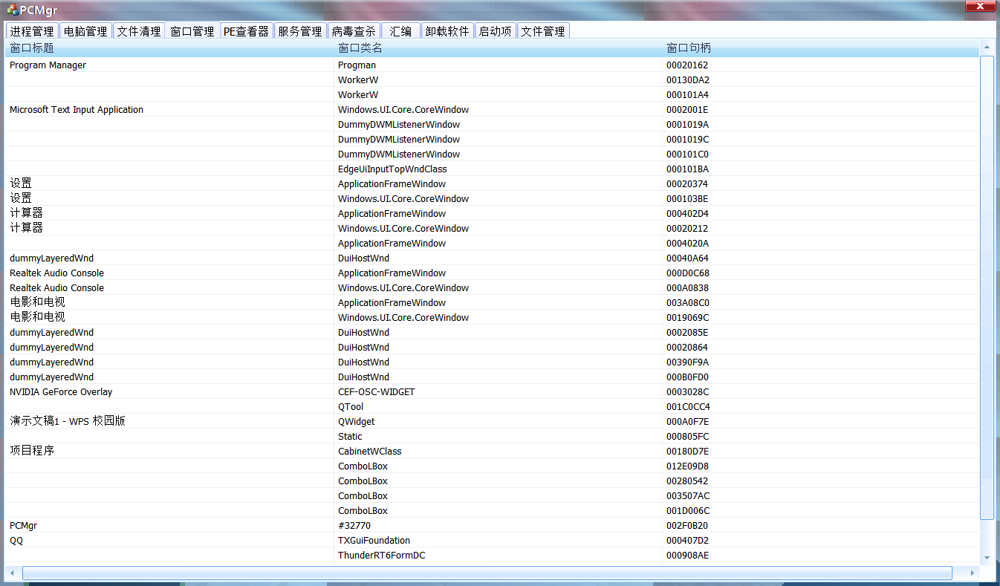 PCMgr
进程管理 电脑管理 文件清理 窗口管理 PE查看器 服务管理 病毒查杀 汇编 卸载软件 启动项 文件管理
窗口标题 窗口类名 窗口句柄
Program Manager Progman 00020162
WorkerW 00130DA2
WorkerW 000101A4
Microsoft Text Input Application Windows.UI.Core.CoreWindow 0002001E
DummyDWMListenerWindow 0001019A
DummyDWMListenerWindow 0001019C
DummyDWMListenerWindow 000101C0
EdgeUiInputTopWndClass 000101BA
设置 ApplicationFrameWindow 00020374
设置 Windows.UI.Core.CoreWindow 000103BE
计算器 ApplicationFrameWindow 000402D4
计算器 Windows.UI.Core.CoreWindow 00020212
ApplicationFrameWindow 0004020A
dummyLayeredWnd DuiHostWnd 00040A64
Realtek Audio Console ApplicationFrameWindow 000D0C68
Realtek Audio Console Windows.UI.Core.CoreWindow 000A0838
电影和电视 ApplicationFrameWindow 003A08C0
电影和电视 Windows.UI.Core.CoreWindow 0019069C
dummyLayeredWnd DuiHostWnd 0002085E
dummyLayeredWnd DuiHostWnd 00020864
dummyLayeredWnd DuiHostWnd 00390F9A
dummyLayeredWnd DuiHostWnd 000B0FD0
NVIDIA GeForce Overlay CEF-OSC-WIDGET 0003028C
QTool 001C0CC4
演示文稿1 - WPS 校园版 QWidget 000A0F7E
Static 000805FC
项目程序 CabinetWClass 00180D7E
ComboLBox 012E09D8
ComboLBox 00280542
ComboLBox 003507AC
ComboLBox 001D006C
PCMgr #32770 002F0B20
QQ TXGuiFoundation 000407D2
ThunderRT6FormDC 000908AE